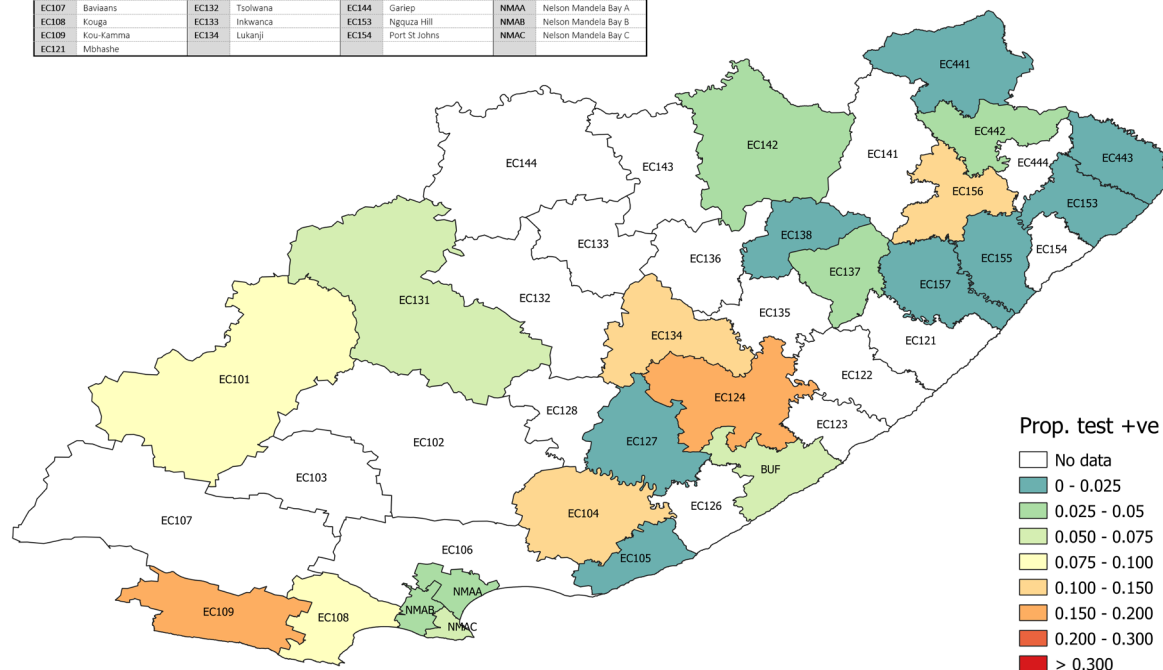 EC107 Baviaans EC132 Tsolwana EC144 Gariep NMAA Nelson Mandela Bay A
EC108 Kouga EC133 Inkwanca EC153 Ngquza Hill NMAB Nelson Mandela Bay B
EC109 Kou-Kamma EC134 Lukanji EC154 Port St Johns NMAC Nelson Mandela Bay C
EC121 Mbhashe
EC441
EC442
EC142
EC141
EC444
EC443
EC144
EC143
EC156
EC153
EC138
EC133
EC136
EC154
EC155
EC137
EC157
EC131
EC132
EC135
EC134
EC121
EC101
EC122
EC124
EC128
EC123
EC102
EC127
BUF
EC103
EC126
EC104
EC107
EC106
EC105
NMAA
NMAB
EC109
EC108
NMAC
Prop. test +ve
No data
0 - 0.025
0.025 - 0.05
0.050 - 0.075
0.075 - 0.100
0.100 - 0.150
0.150 - 0.200
0.200 - 0.300
> 0.300